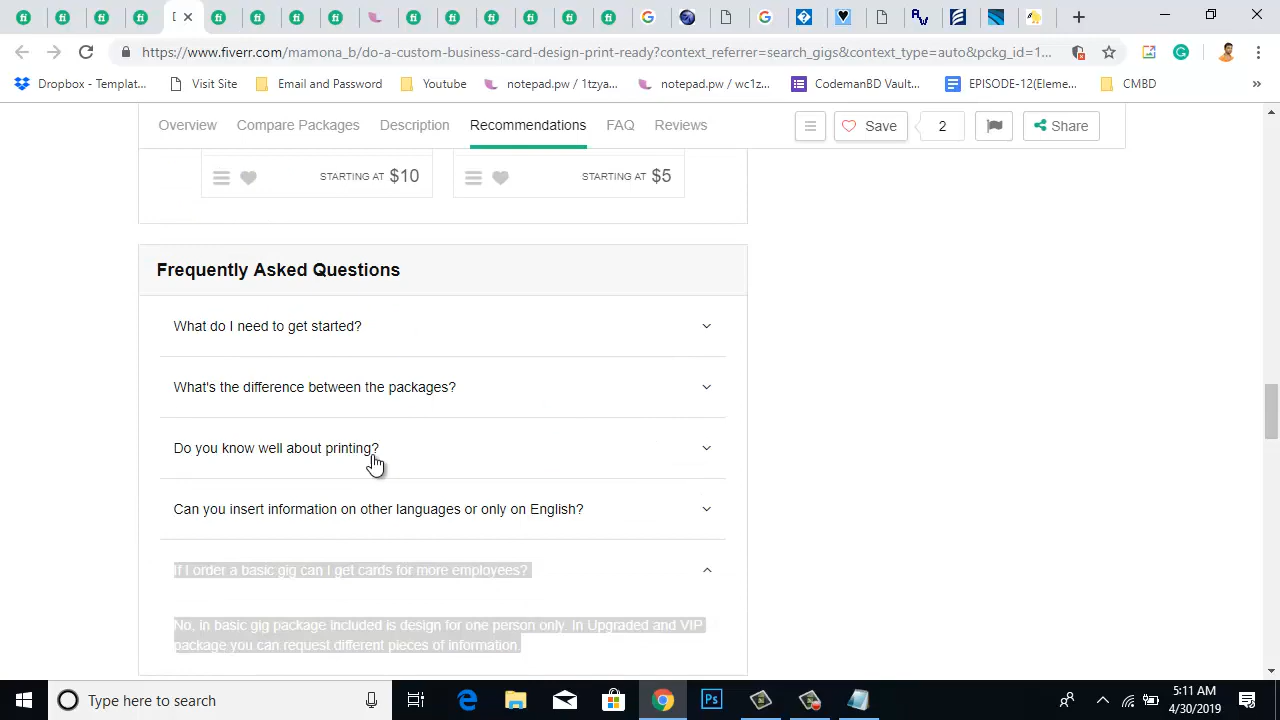 https://www.fiverr.com/mamona_b/do-a-custom-business-card-design-print-ready?context_referrer=search_gigs&context_type=auto&pckg_id=1...
Dropbox - Templat...
Visit Site
Email and Password
Youtube
notepad.pw / 1tzya...
notepad.pw / wc1z...
CodemanBD Vault...
EPISODE-12(Eleme...
CMBD
»
Overview
Compare Packages
Description
Recommendations
FAQ
Reviews
Save
2
Share
STARTING AT $10
STARTING AT $5
Frequently Asked Questions
What do I need to get started?
What's the difference between the packages?
Do you know well about printing?
Can you insert information on other languages or only on English?
If I order a basic gig can I get cards for more employees?
No, in basic gig package included is design for one person only. In Upgraded and VIP
package you can request different pieces of information.
Type here to search
Ps
5:11 AM
4/30/2019